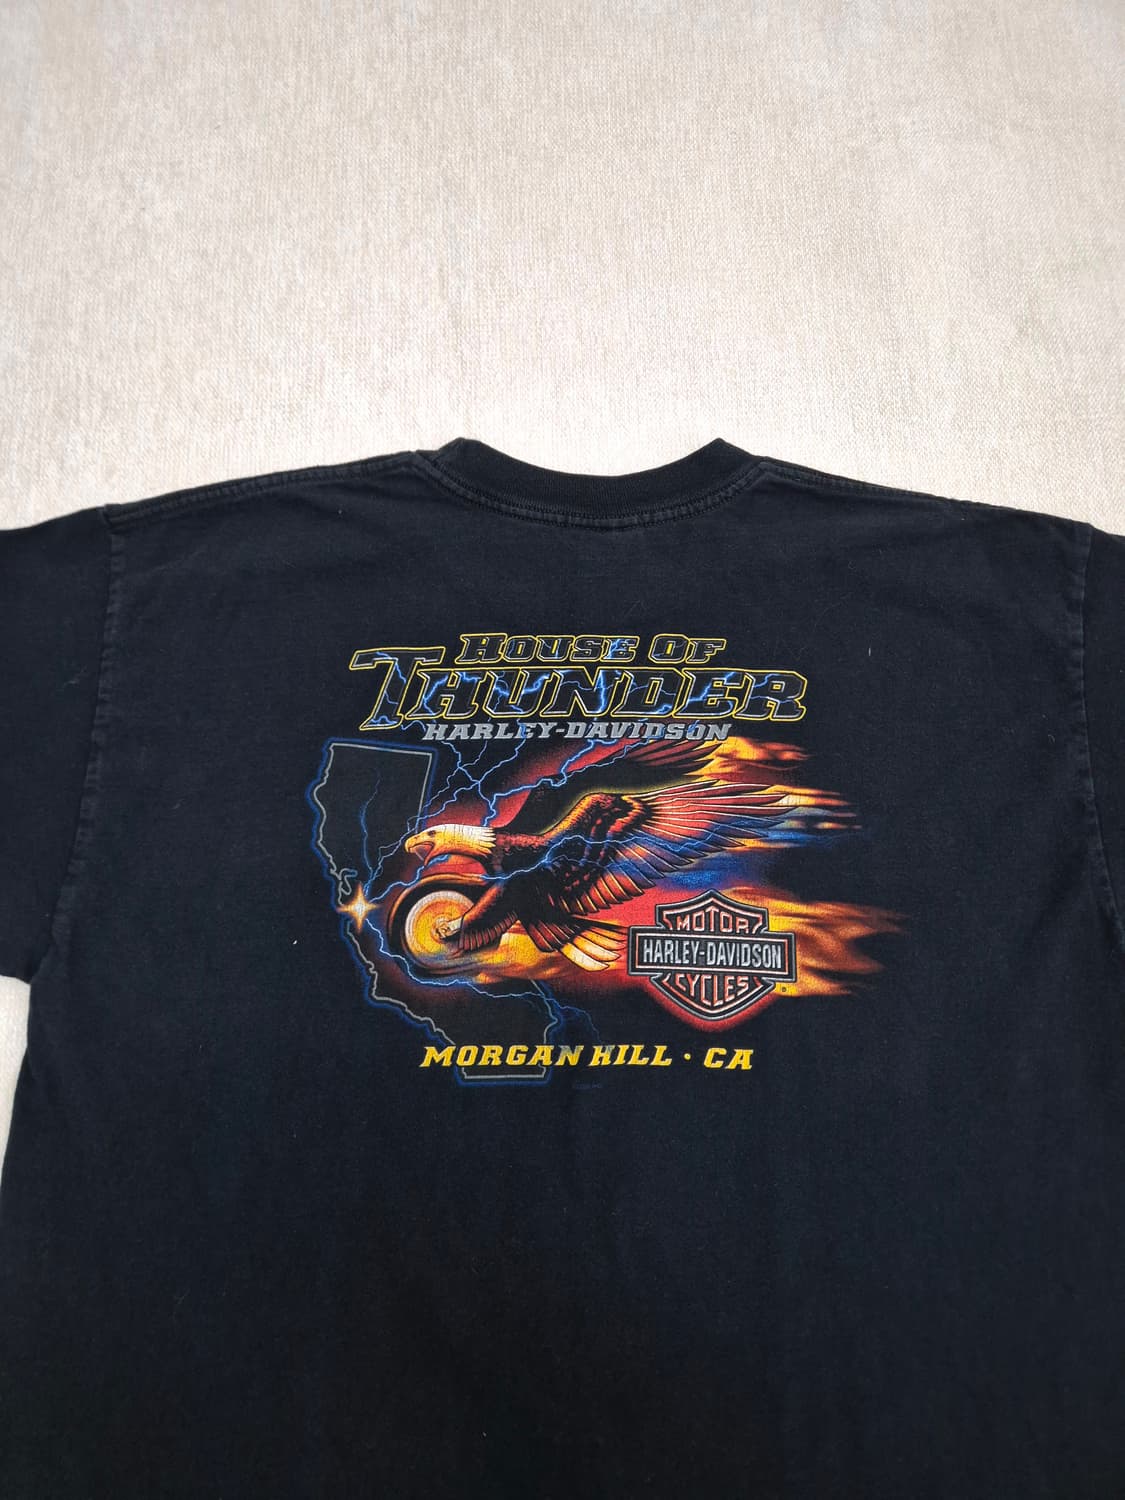 HOUSE OF
THUNDER
HARLEY-DAVIDSON
MOTOR
HARLEY-DAVIDSON
CYCLES
®
MORGAN HILL · CA